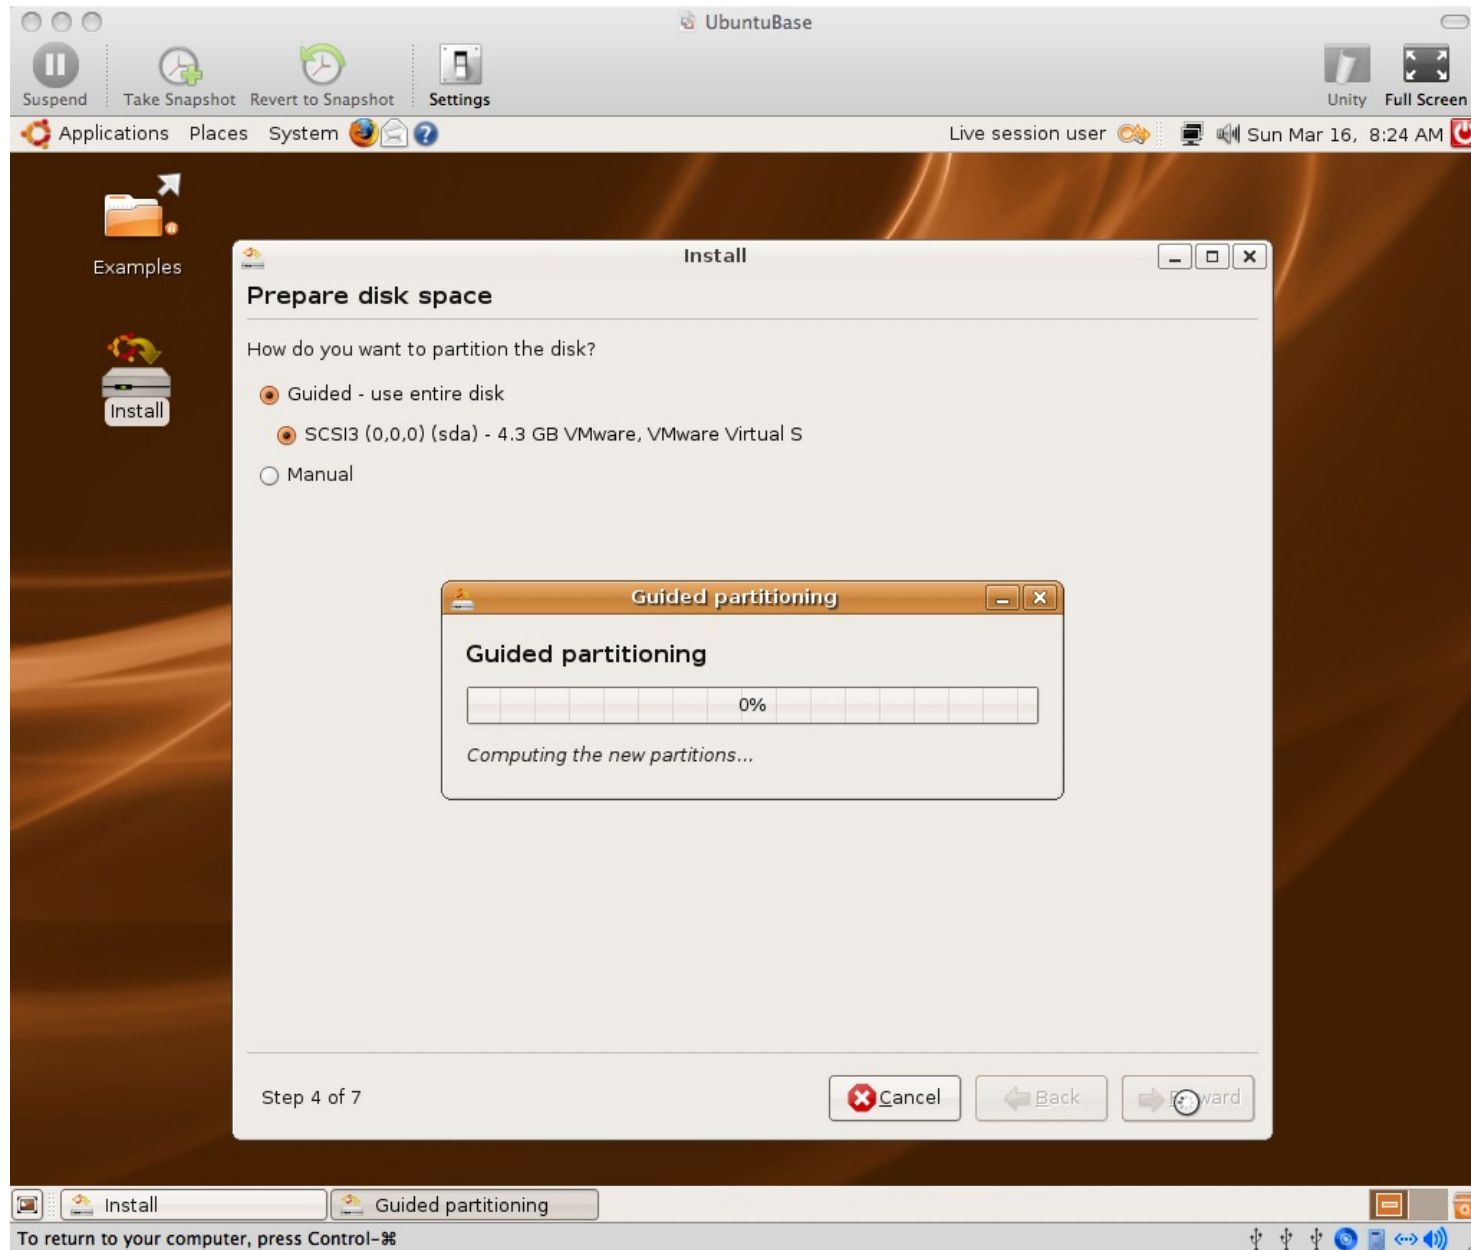 UbuntuBase
Suspend Take Snapshot Revert to Snapshot Settings Unity Full Screen
Applications Places System Live session user Sun Mar 16, 8:24 AM
Examples
Install
Install
Prepare disk space
How do you want to partition the disk?
Guided - use entire disk
SCSI3 (0,0,0) (sda) - 4.3 GB VMware, VMware Virtual S
Manual
Guided partitioning
Guided partitioning
0%
Computing the new partitions...
Step 4 of 7 Cancel Back Forward
Install Guided partitioning
To return to your computer, press Control-⌘